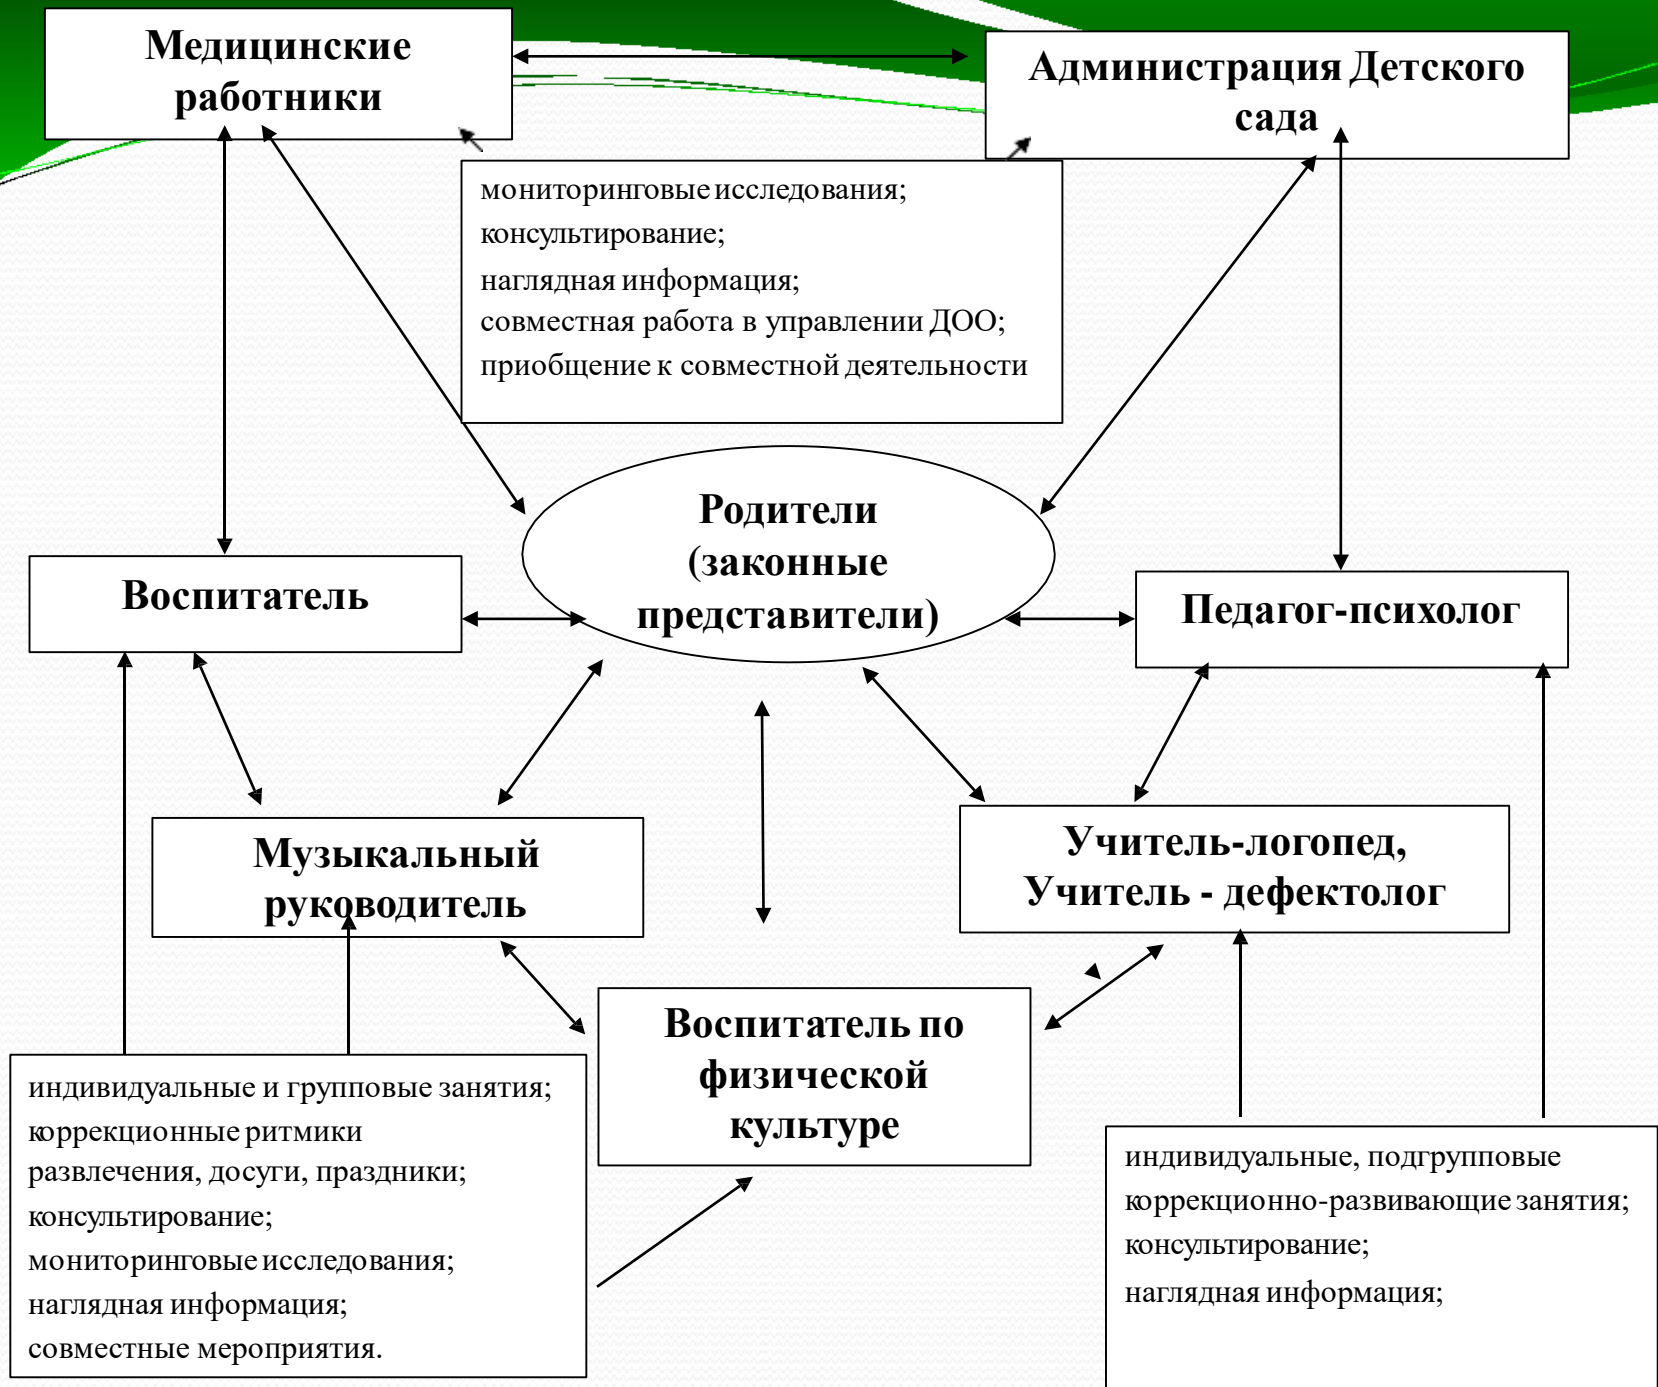 Медицинские
работники
Администрация Детского
сада
мониторинговые исследования;
консультирование;
наглядная информация;
совместная работа в управлении ДОО;
приобщение к совместной деятельности
Родители
(законные
представители)
Воспитатель
Педагог-психолог
Музыкальный
руководитель
Учитель-логопед,
Учитель - дефектолог
Воспитатель по
физической
культуре
индивидуальные и групповые занятия;
коррекционные ритмики
развлечения, досуги, праздники;
консультирование;
мониторинговые исследования;
наглядная информация;
совместные мероприятия.
индивидуальные, подгрупповые
коррекционно-развивающие занятия;
консультирование;
наглядная информация;